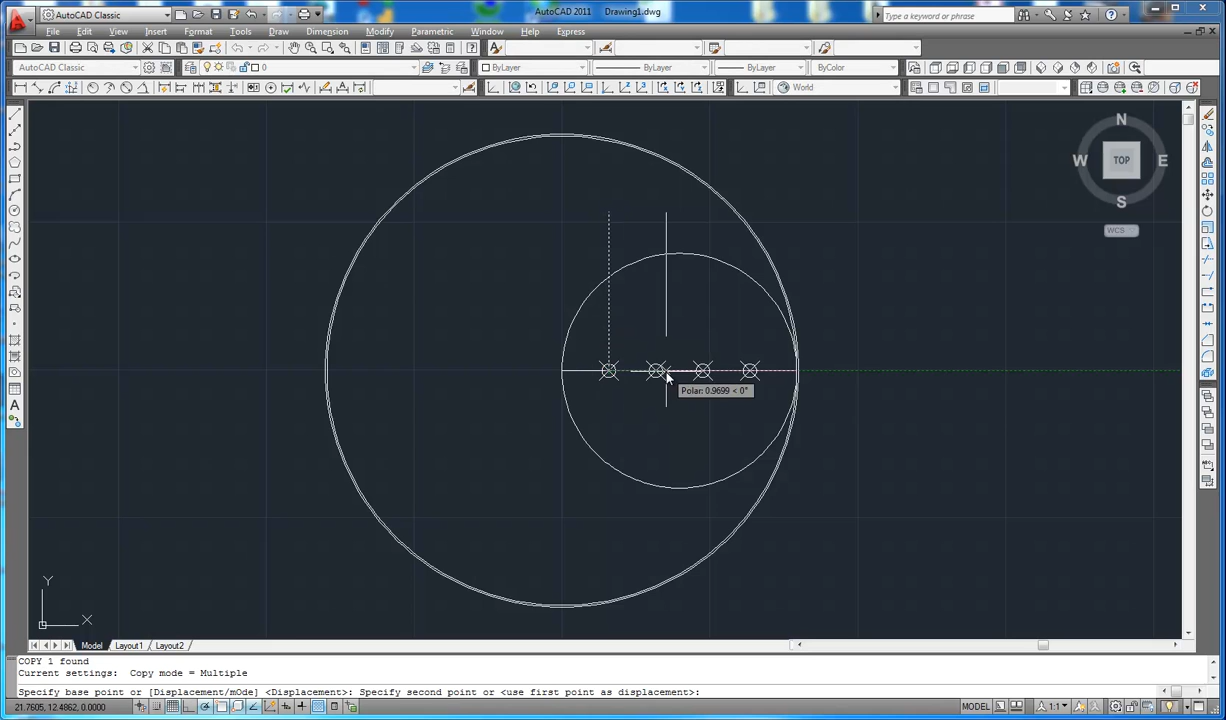 AutoCAD Classic
AutoCAD 2011 Drawing1.dwg
Type a keyword or phrase
File Edit View Insert Format Tools Draw Dimension Modify Parametric Window Help Express
AutoCAD Classic 0 ByLayer ByLayer ByLayer ByColor
World
N
W TOP E
S
WCS
Polar: 0.9699 < 0°
Y
X
Model Layout1 Layout2
COPY 1 found
Current settings: Copy mode = Multiple
Specify base point or [Displacement/mOde] <Displacement>: Specify second point or <use first point as displacement>:
21.7605, 12.4862, 0.0000 MODEL 1:1